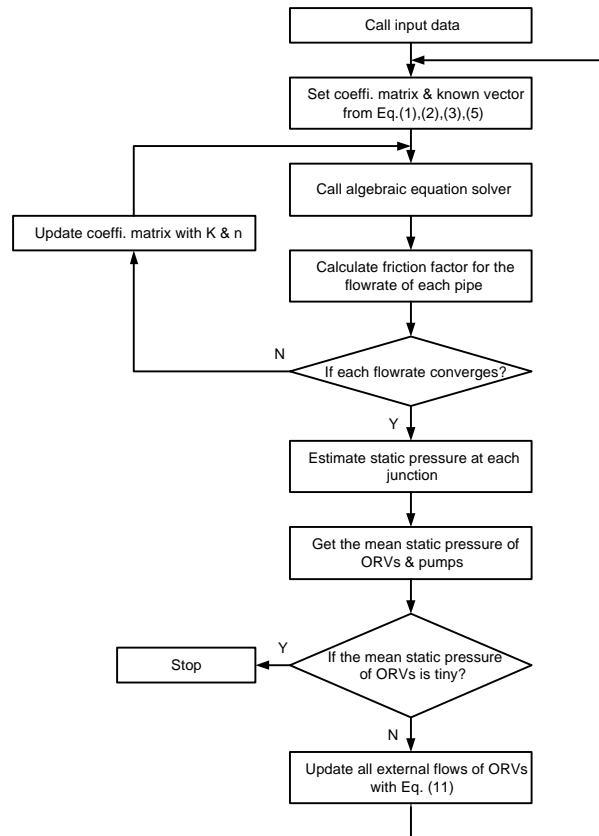 Call input data
Set coeffi. matrix & known vector
from Eq.(1),(2),(3),(5)
Call algebraic equation solver
Update coeffi. matrix with K & n
Calculate friction factor for the
flowrate of each pipe
N
If each flowrate converges?
Y
Estimate static pressure at each
junction
Get the mean static pressure of
ORVs & pumps
Y
Stop
If the mean static pressure
of ORVs is tiny?
N
Update all external flows of ORVs
with Eq. (11)